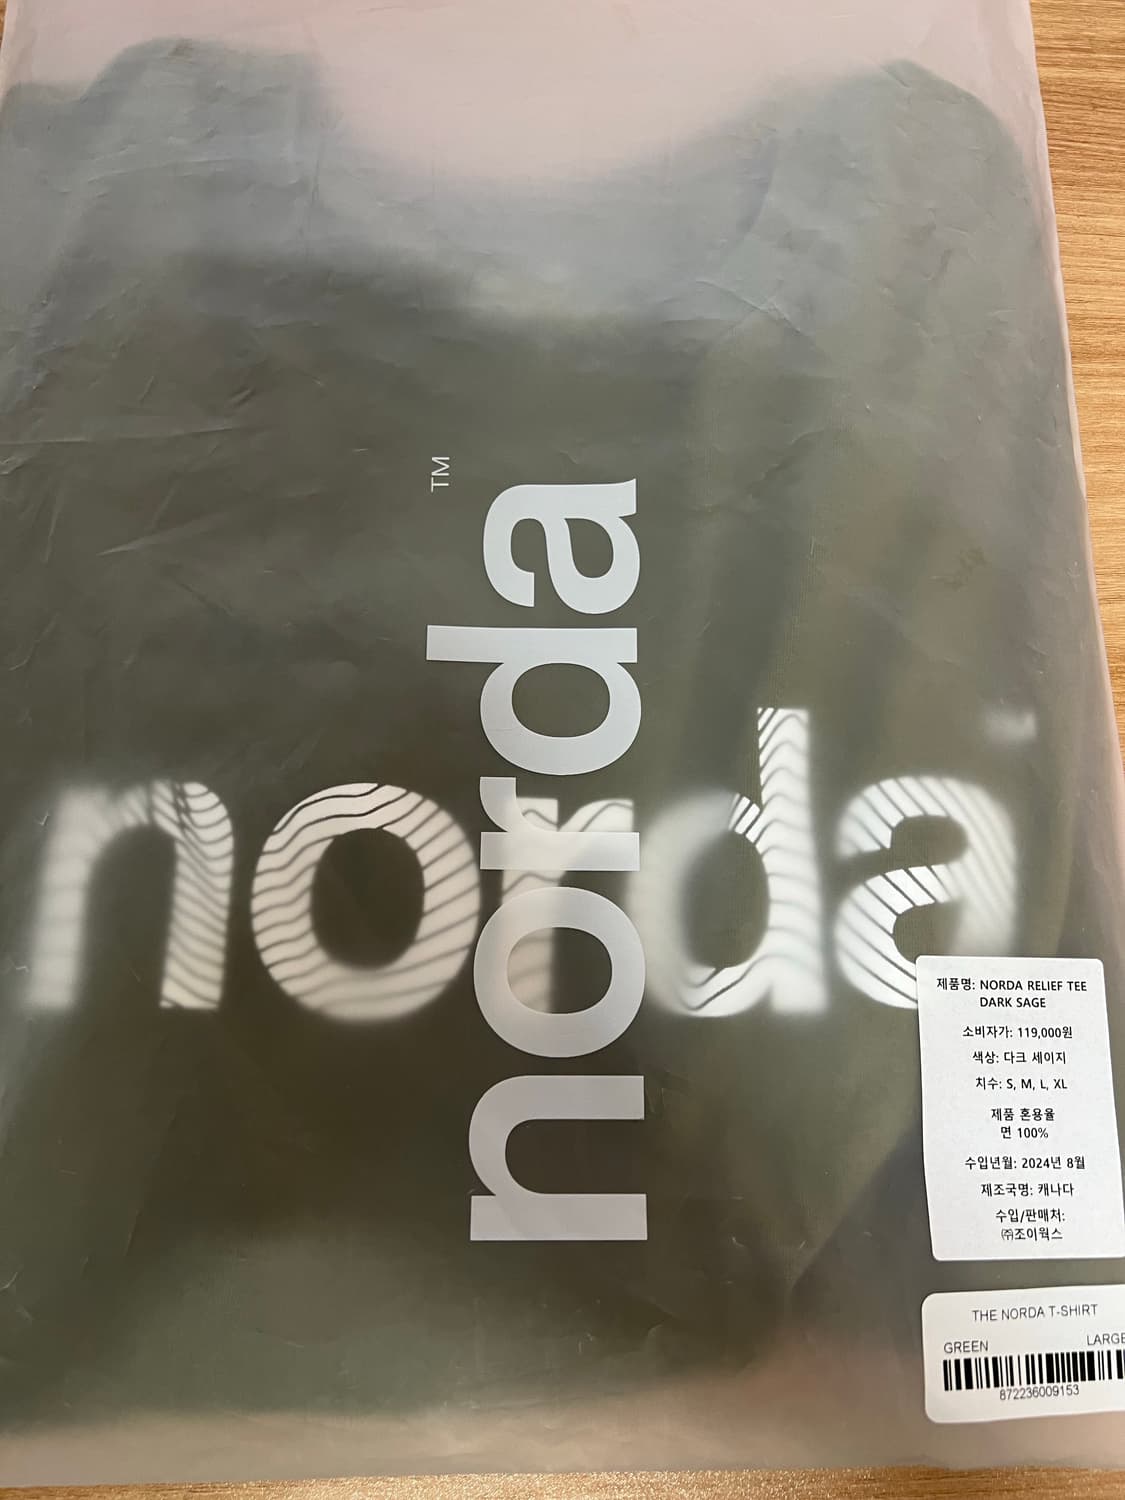 norda™
norda
제품명: NORDA RELIEF TEE
DARK SAGE
소비자가: 119,000원
색상: 다크 세이지
치수: S, M, L, XL
제품 혼용율
면 100%
수입년월: 2024년 8월
제조국명: 캐나다
수입/판매처:
㈜조이웍스
THE NORDA T-SHIRT
GREEN LARGE
872236009153